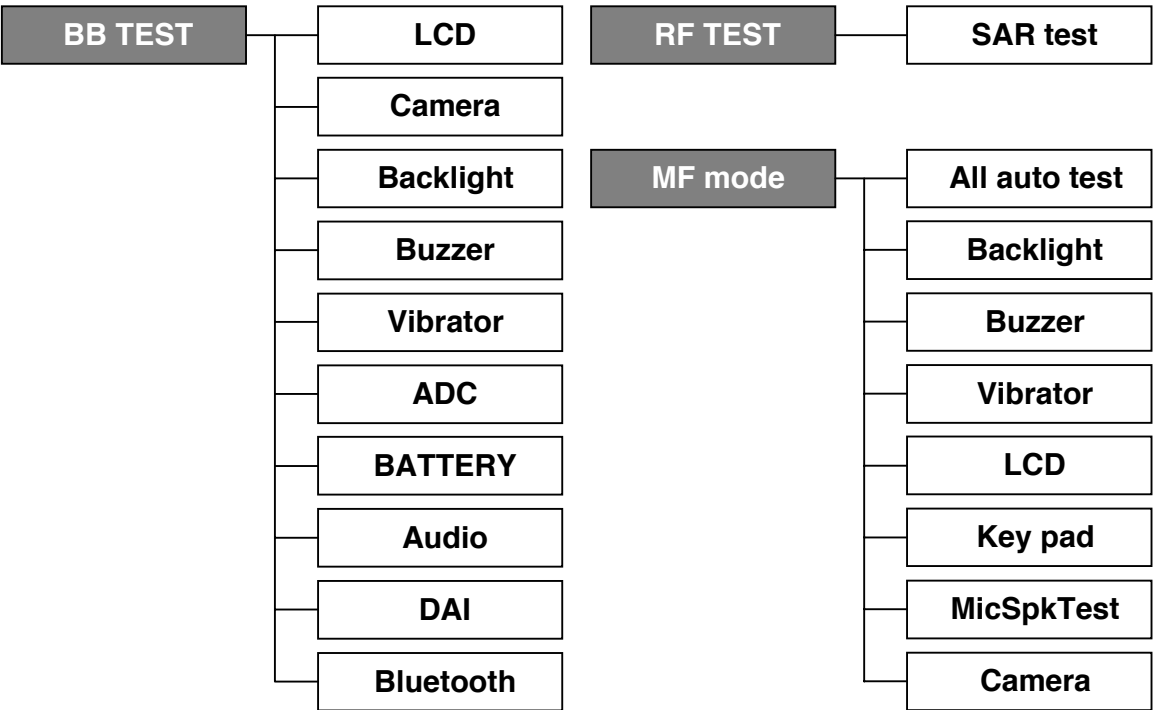 BB TEST
LCD
Camera
Backlight
Buzzer
Vibrator
ADC
BATTERY
Audio
DAI
Bluetooth
RF TEST
SAR test
MF mode
All auto test
Backlight
Buzzer
Vibrator
LCD
Key pad
MicSpkTest
Camera